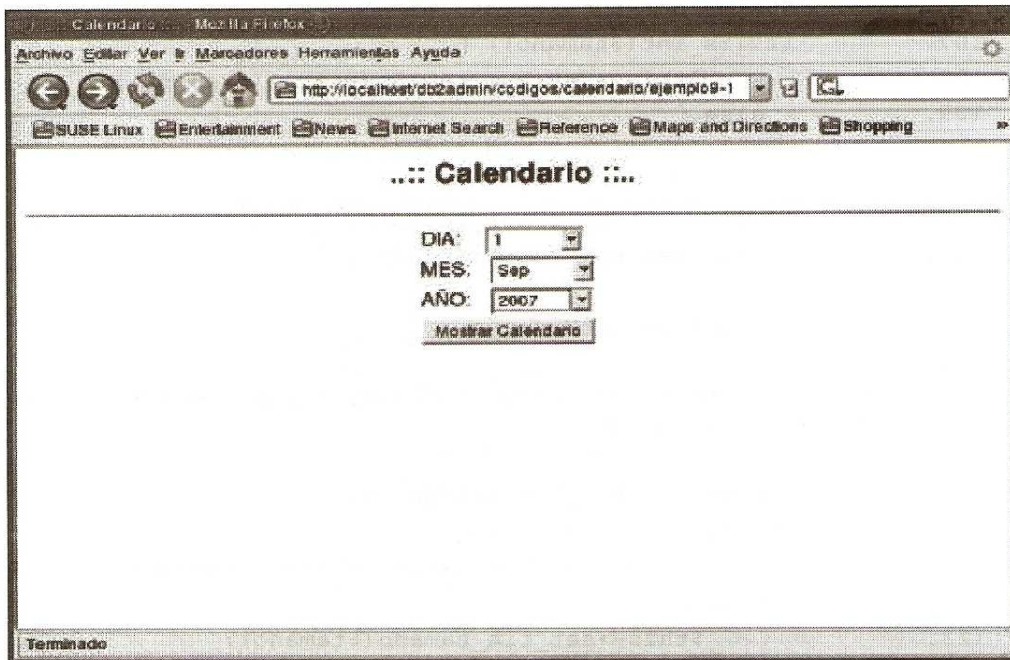 Calendario ::.. - Mozilla Firefox
Archivo Editar Ver Ir Marcadores Herramientas Ayuda
http://localhost/db2admin/codigos/calendario/ejemplo9-1
SUSE Linux Entertainment News Internet Search Reference Maps and Directions Shopping »
..:: Calendario ::..
DIA: 1
MES: Sep
AÑO: 2007
Mostrar Calendario
Terminado